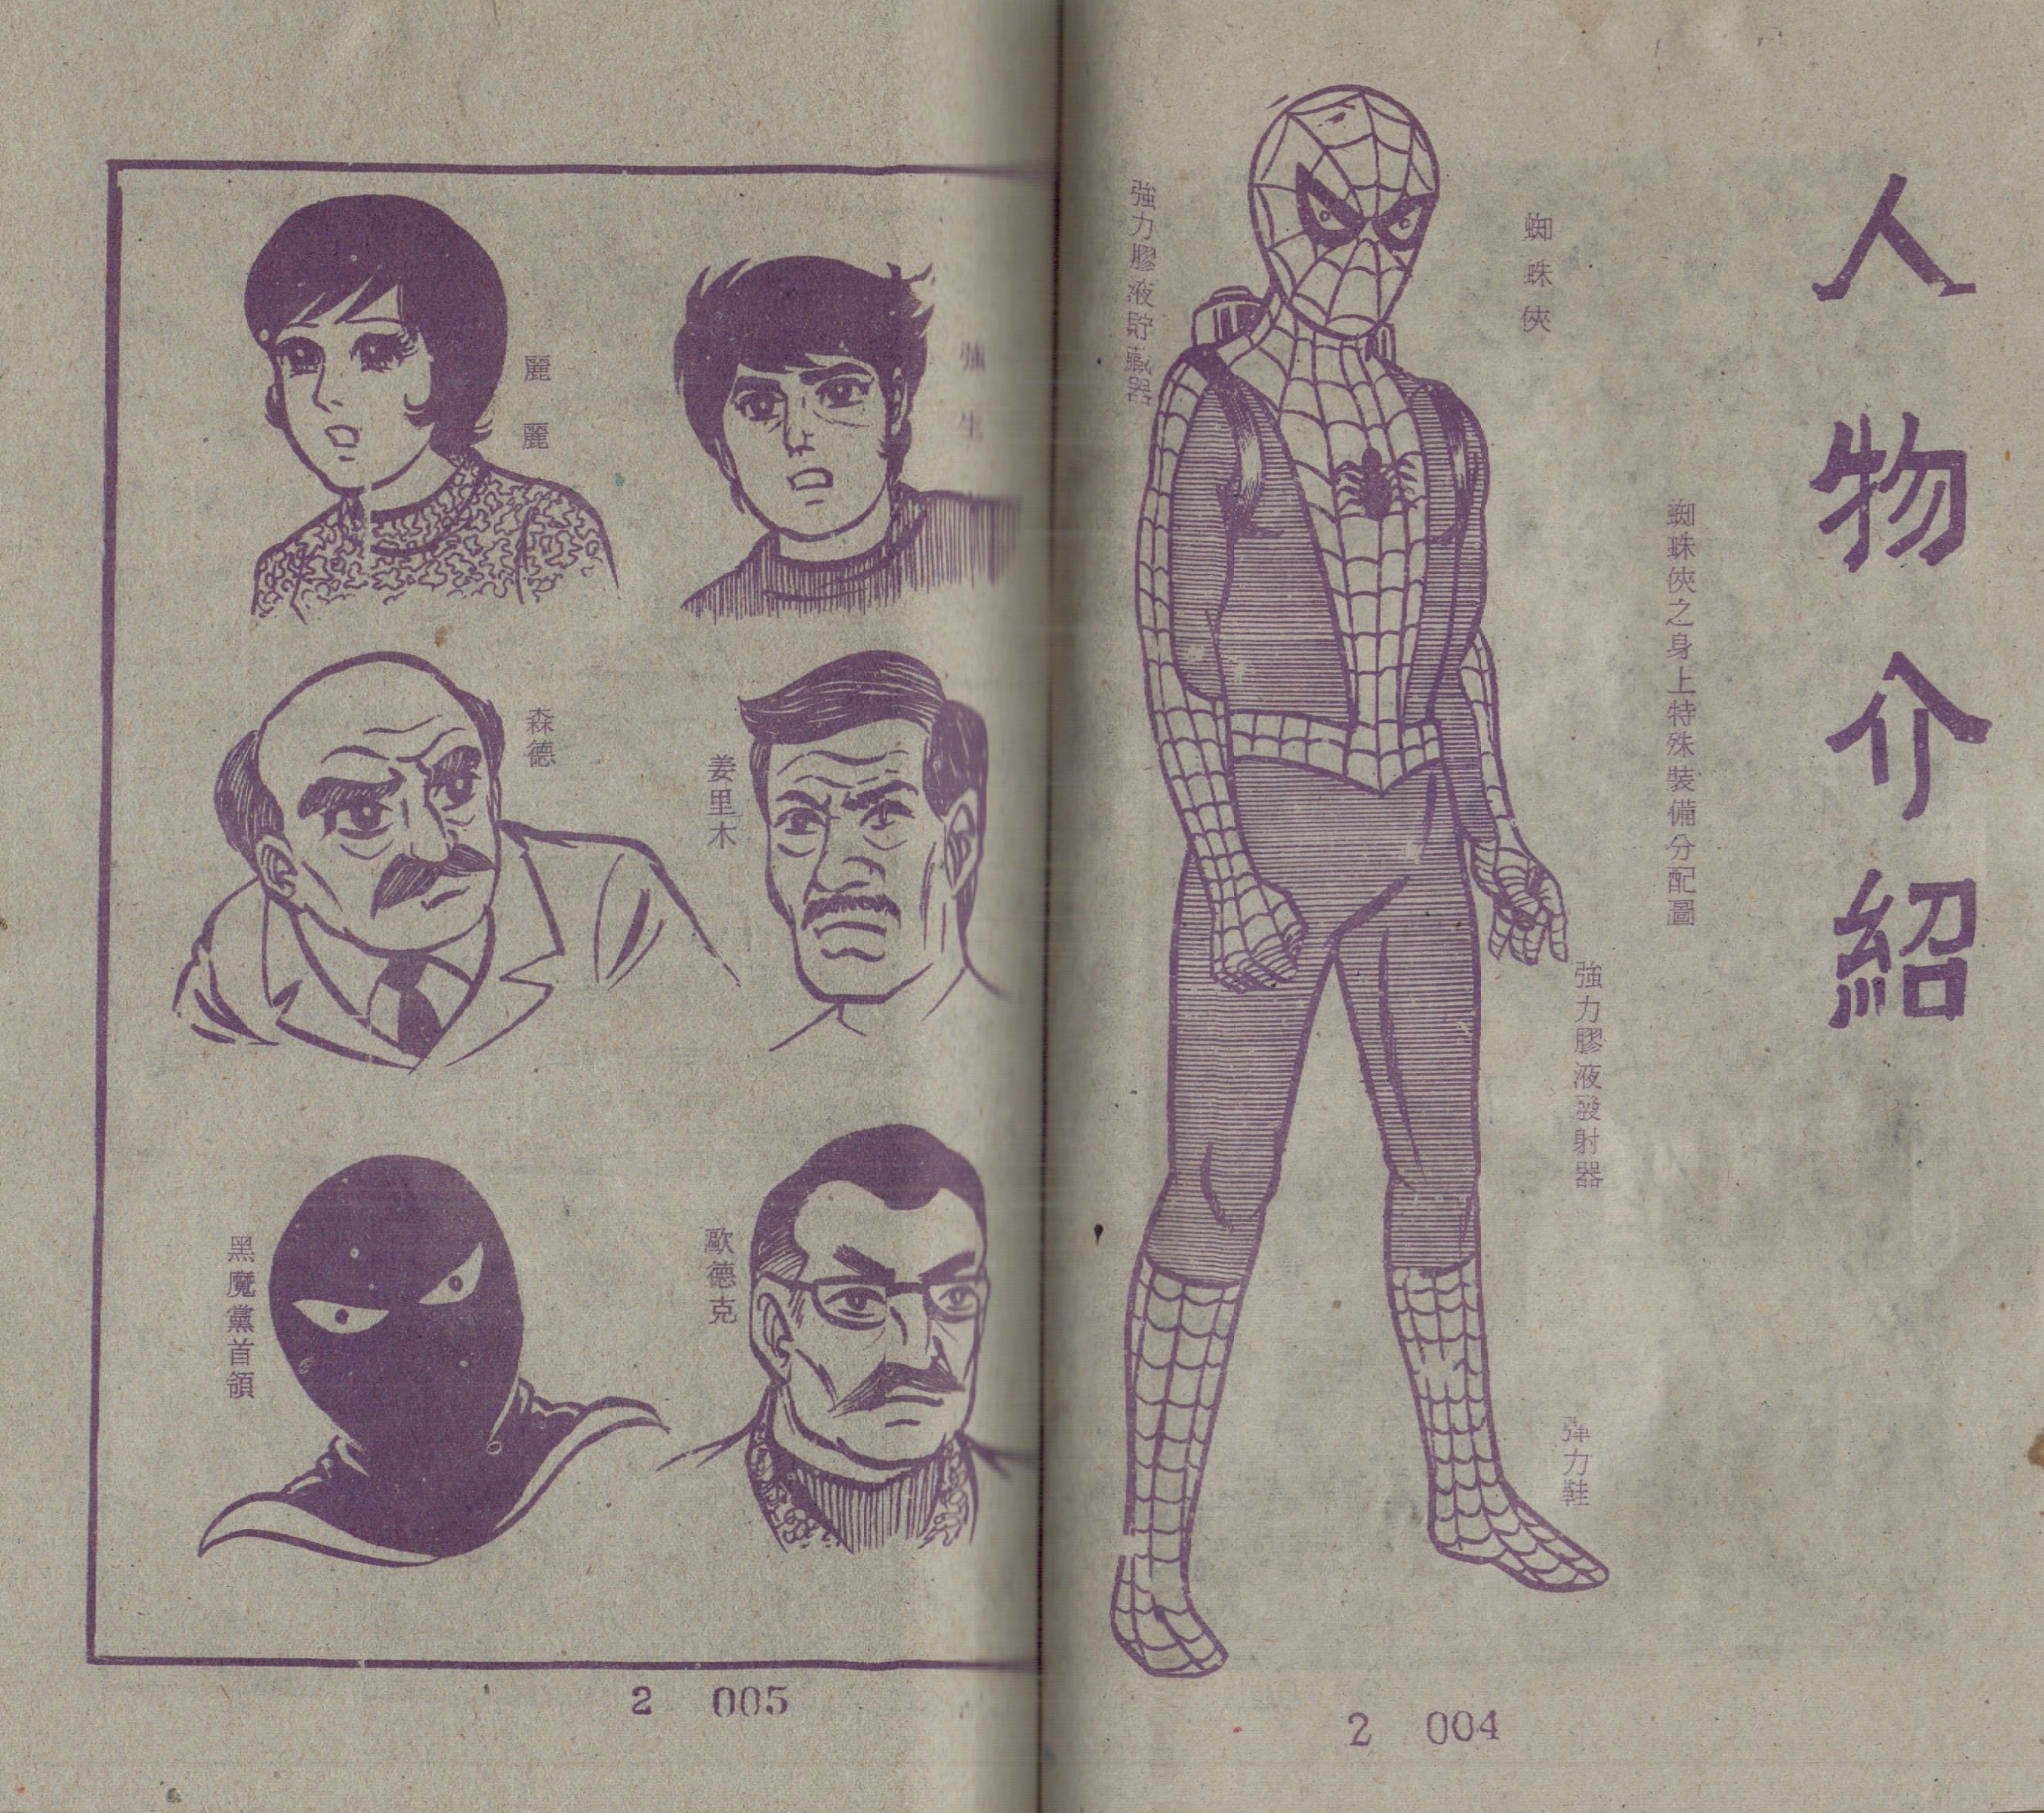 人物介紹
蜘蛛俠之身上特殊裝備分配圖
蜘蛛俠
強力膠液發射器
彈力鞋
強力膠液貯藏器
2 004
強生
麗麗
姜里木
森德
歐德克
黑魔黨首領
2 005